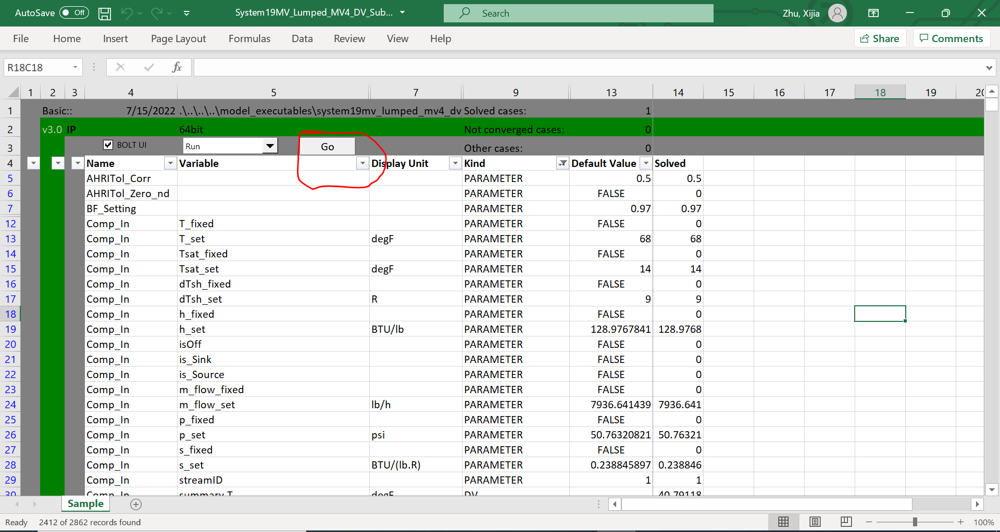 AutoSave Off System19MV_Lumped_MV4_DV_Sub... Search Zhu, Xijia
File Home Insert Page Layout Formulas Data Review View Help Share Comments
R18C18 fx
1 2 3 4 5 7 9 13 14 15 16 17 18 19
1 Basic:: 7/15/2022 .\..\..\..\model_executables\system19mv_lumped_mv4_dv_ Solved cases: 1
2 v3.0 IP 64bit Not converged cases: 0
3 BOLT UI Run Go Other cases: 0
4 Name Variable Display Unit Kind Default Value Solved
5 AHRITol_Corr PARAMETER 0.5 0.5
6 AHRITol_Zero_nd PARAMETER FALSE 0
7 BF_Setting PARAMETER 0.97 0.97
12 Comp_In T_fixed PARAMETER FALSE 0
13 Comp_In T_set degF PARAMETER 68 68
14 Comp_In Tsat_fixed PARAMETER FALSE 0
15 Comp_In Tsat_set degF PARAMETER 14 14
16 Comp_In dTsh_fixed PARAMETER FALSE 0
17 Comp_In dTsh_set R PARAMETER 9 9
18 Comp_In h_fixed PARAMETER FALSE 0
19 Comp_In h_set BTU/lb PARAMETER 128.9767841 128.9768
20 Comp_In isOff PARAMETER FALSE 0
21 Comp_In is_Sink PARAMETER FALSE 0
22 Comp_In is_Source PARAMETER FALSE 0
23 Comp_In m_flow_fixed PARAMETER FALSE 0
24 Comp_In m_flow_set lb/h PARAMETER 7936.641439 7936.641
25 Comp_In p_fixed PARAMETER FALSE 0
26 Comp_In p_set psi PARAMETER 50.76320821 50.76321
27 Comp_In s_fixed PARAMETER FALSE 0
28 Comp_In s_set BTU/(lb.R) PARAMETER 0.238845897 0.238846
29 Comp_In streamID PARAMETER 1 1
30 Comp_In summary_T degF DV 40.79118
Sample
Ready 2412 of 2862 records found 100%